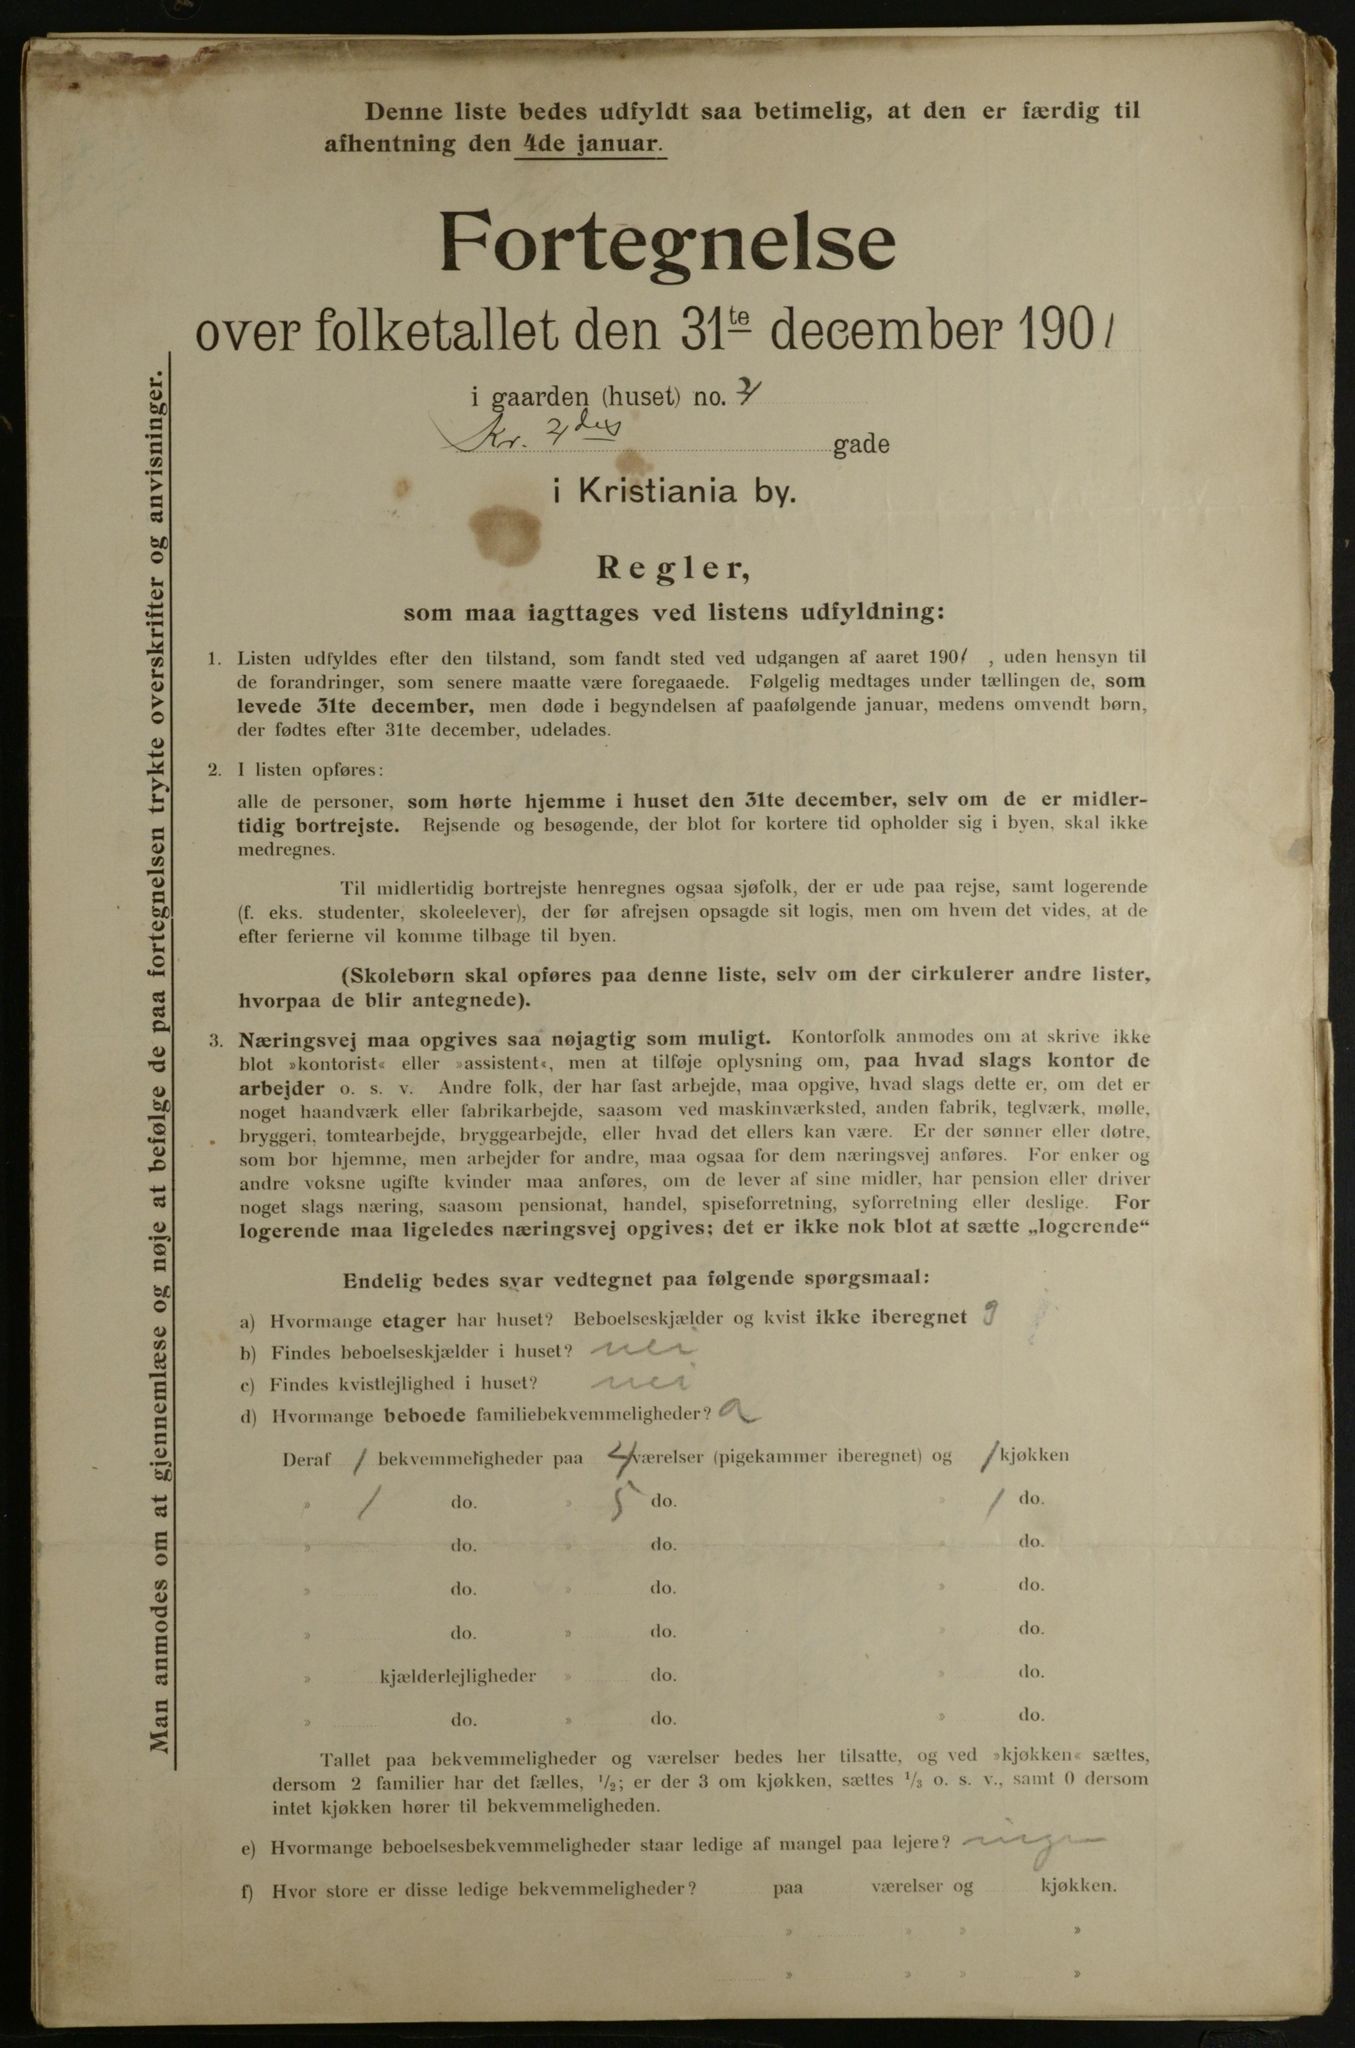 Denne liste bedes udfyldt saa betimelig, at den er færdig til
afhentning den 4de januar.
Fortegnelse
over folketallet den 31te december 1901
i gaarden (huset) no.
Kr. gade
i Kristiania by.
Regler,
som maa iagttages ved listens udfyldning:
1. Listen udfyldes efter den tilstand, som fandt sted ved udgangen af aaret 1901 , uden hensyn til
de forandringer, som senere maatte være foregaaede. Følgelig medtages under tællingen de, som
levede 31te december, men døde i begyndelsen af paafølgende januar, medens omvendt børn,
der fødtes efter 31te december, udelades.
2. I listen opføres:
alle de personer, som hørte hjemme i huset den 31te december, selv om de er midler-
tidig bortrejste. Rejsende og besøgende, der blot for kortere tid opholder sig i byen, skal ikke
medregnes.
Til midlertidig bortrejste henregnes ogsaa sjøfolk, der er ude paa rejse, samt logerende
(f. eks. studenter, skoleelever), der før afrejsen opsagde sit logis, men om hvem det vides, at de
efter ferierne vil komme tilbage til byen.
(Skolebørn skal opføres paa denne liste, selv om der cirkulerer andre lister,
hvorpaa de blir antegnede).
3. Næringsvej maa opgives saa nøjagtig som muligt. Kontorfolk anmodes om at skrive ikke
blot »kontorist« eller »assistent«, men at tilføje oplysning om, paa hvad slags kontor de
arbejder o. s. v. Andre folk, der har fast arbejde, maa opgive, hvad slags dette er, om det er
noget haandværk eller fabrikarbejde, saasom ved maskinværksted, anden fabrik, teglværk, mølle,
bryggeri, tomtearbejde, bryggearbejde, eller hvad det ellers kan være. Er der sønner eller døtre,
som bor hjemme, men arbejder for andre, maa ogsaa for dem næringsvej anføres. For enker og
andre voksne ugifte kvinder maa anføres, om de lever af sine midler, har pension eller driver
noget slags næring, saasom pensionat, handel, spiseforretning, syforretning eller deslige. For
logerende maa ligeledes næringsvej opgives; det er ikke nok blot at sætte „logerende“
Endelig bedes svar vedtegnet paa følgende spørgsmaal:
a) Hvormange etager har huset? Beboelseskjælder og kvist ikke iberegnet
b) Findes beboelseskjælder i huset? nei
c) Findes kvistlejlighed i huset? nei
d) Hvormange beboede familiebekvemmeligheder? 2
Deraf 1 bekvemmeligheder paa 4 værelser (pigekammer iberegnet) og 1 kjøkken
» 1 do. » 5 do. » 1 do.
» do. » do. » do.
» do. » do. » do.
» do. » do. » do.
» kjælderlejligheder » do. » do.
» do. » do. » do.
Tallet paa bekvemmeligheder og værelser bedes her tilsatte, og ved »kjøkken« sættes,
dersom 2 familier har det fælles, 1/2; er der 3 om kjøkken, sættes 1/3 o. s. v., samt 0 dersom
intet kjøkken hører til bekvemmeligheden.
e) Hvormange beboelsesbekvemmeligheder staar ledige af mangel paa lejere? ingen
f) Hvor store er disse ledige bekvemmeligheder? paa værelser og kjøkken.
» » » »
» » » »
Man anmodes om at gjennemlæse og nøje at befølge de paa fortegnelsen trykte overskrifter og anvisninger.